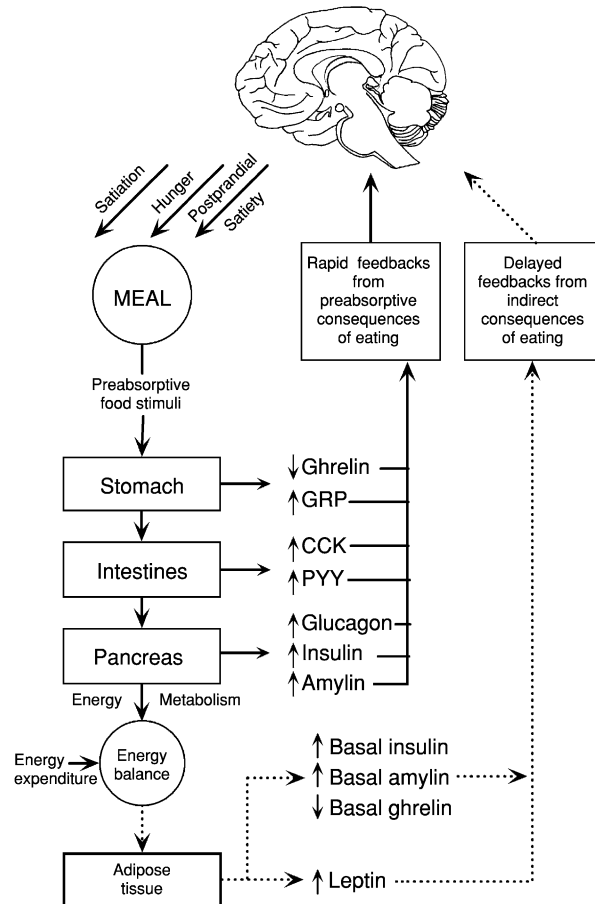 Satiation
Hunger
Postprandial
Satiety
MEAL
Rapid feedbacks
from
preabsorptive
consequences
of eating
Delayed
feedbacks from
indirect
consequences
of eating
Preabsorptive
food stimuli
Stomach
↓ Ghrelin
↑ GRP
Intestines
↑ CCK
↑ PYY
Pancreas
↑ Glucagon
↑ Insulin
↑ Amylin
Energy Metabolism
Energy
expenditure
Energy
balance
↑ Basal insulin
↑ Basal amylin
↓ Basal ghrelin
Adipose
tissue
↑ Leptin